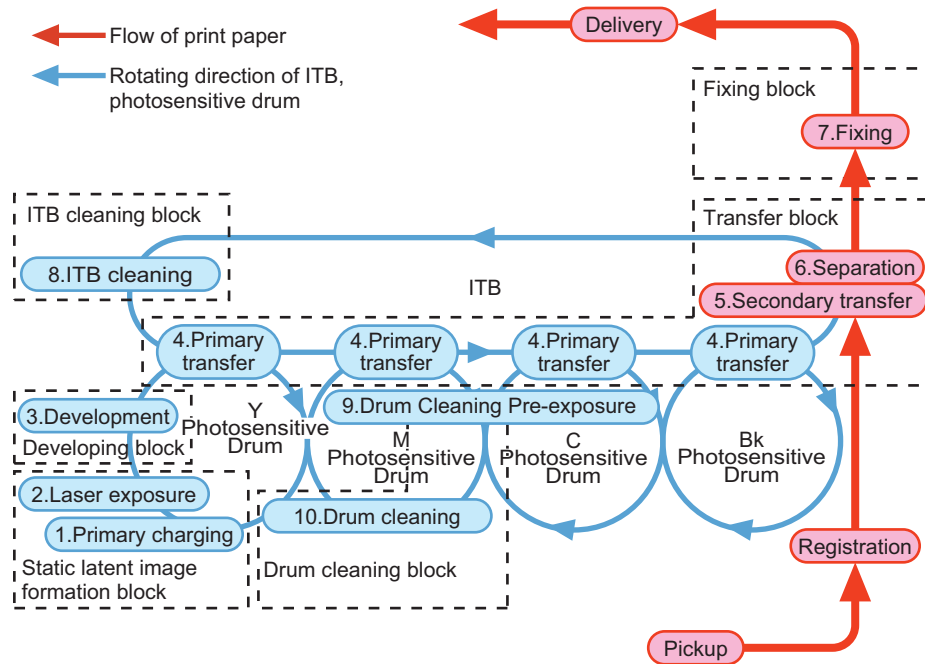 Delivery
Flow of print paper
Rotating direction of ITB,
photosensitive drum
Fixing block
7.Fixing
ITB cleaning block
Transfer block
8.ITB cleaning
6.Separation
ITB
5.Secondary transfer
4.Primary
transfer
4.Primary
transfer
4.Primary
transfer
4.Primary
transfer
3.Development
Developing block
Y
Photosensitive
Drum
9.Drum Cleaning Pre-exposure
M
Photosensitive
Drum
C
Photosensitive
Drum
Bk
Photosensitive
Drum
2.Laser exposure
1.Primary charging
Static latent image
formation block
10.Drum cleaning
Drum cleaning block
Registration
Pickup